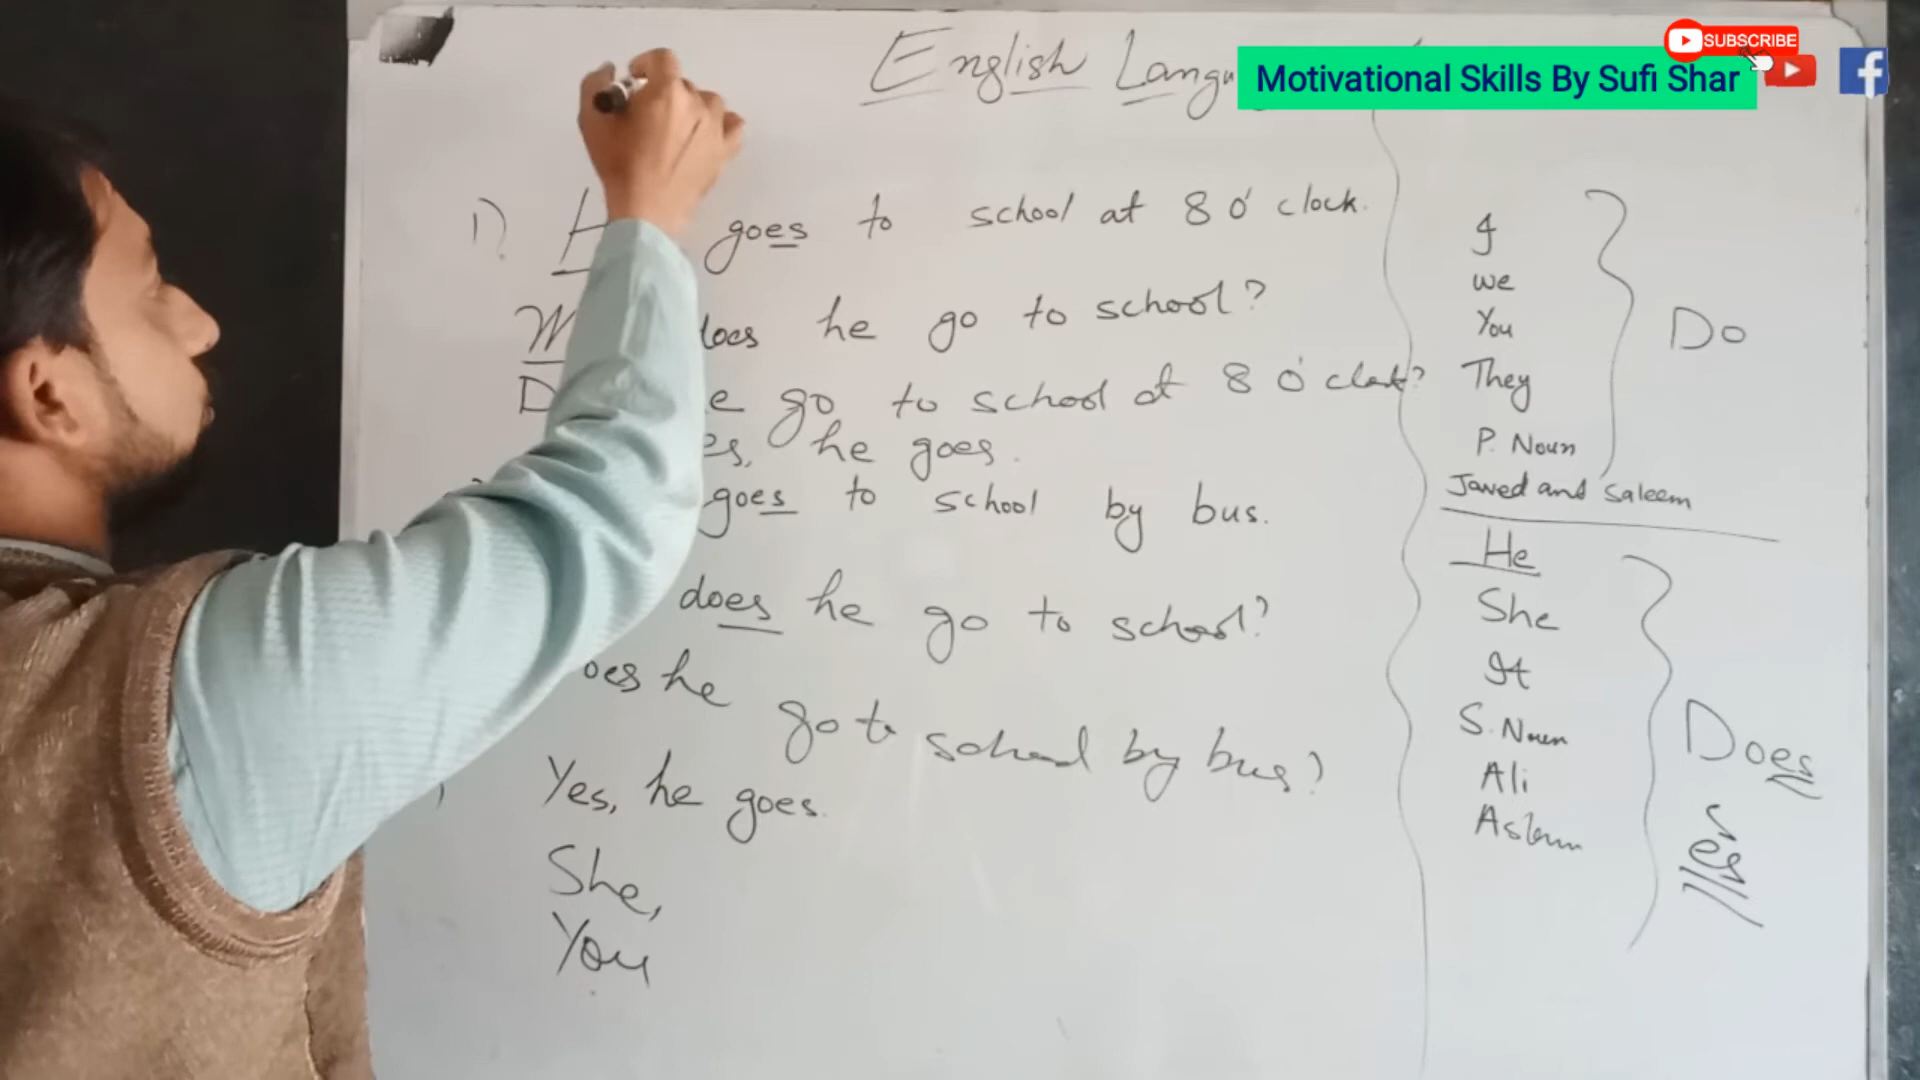 English Langu
Motivational Skills By Sufi Shar
SUBSCRIBE
1) H goes to school at 8 O' clock.
does he go to school?
e go to school at 8 O' clock?
es, he goes.
goes to school by bus.
does he go to school?
oes he go to school by bus?
Yes, he goes.
She,
You
I
we
You
They
P. Noun
Javed and Saleem
Do
He
She
It
S. Noun
Ali
Aslam
Does
es